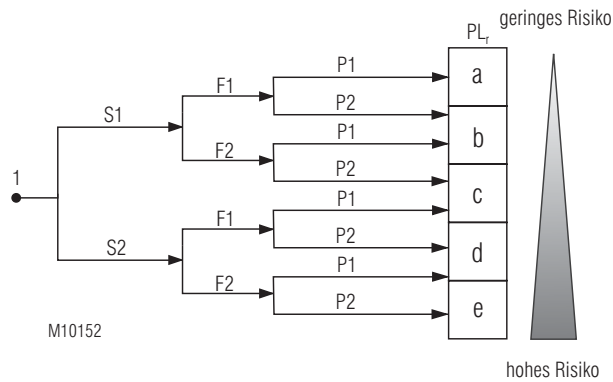 geringes Risiko
PLr
P1
a
F1
P2
S1
P1
b
F2
P2
1
c
P1
F1
P2
d
S2
P1
F2
P2
e
M10152
hohes Risiko